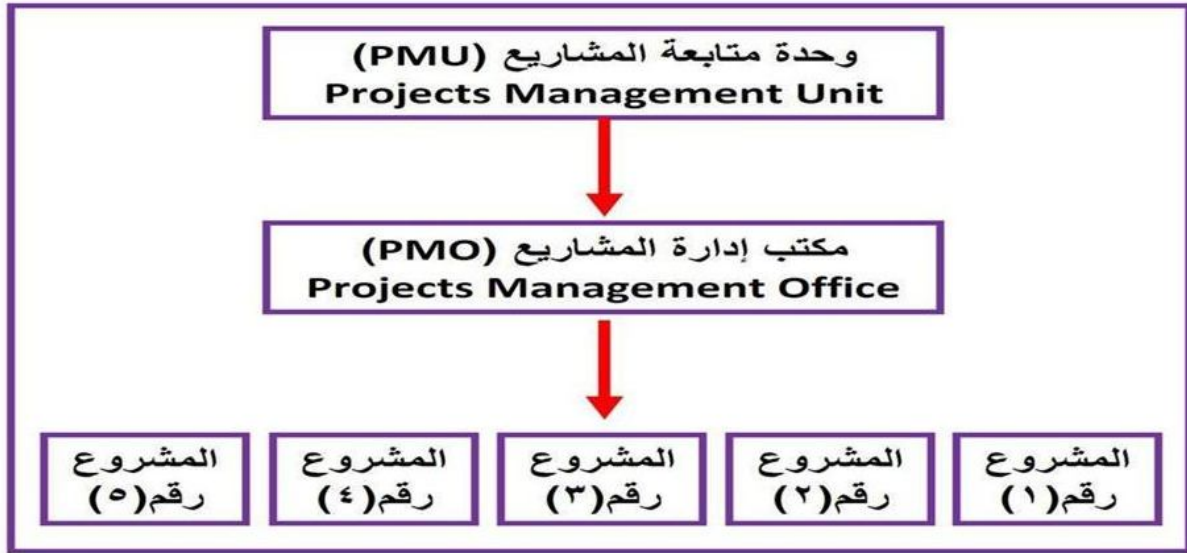 وحدة متابعة المشاريع (PMU)
Projects Management Unit
مكتب إدارة المشاريع (PMO)
Projects Management Office
المشروع
رقم(١)
المشروع
رقم(٢)
المشروع
رقم(٣)
المشروع
رقم(٤)
المشروع
رقم(٥)